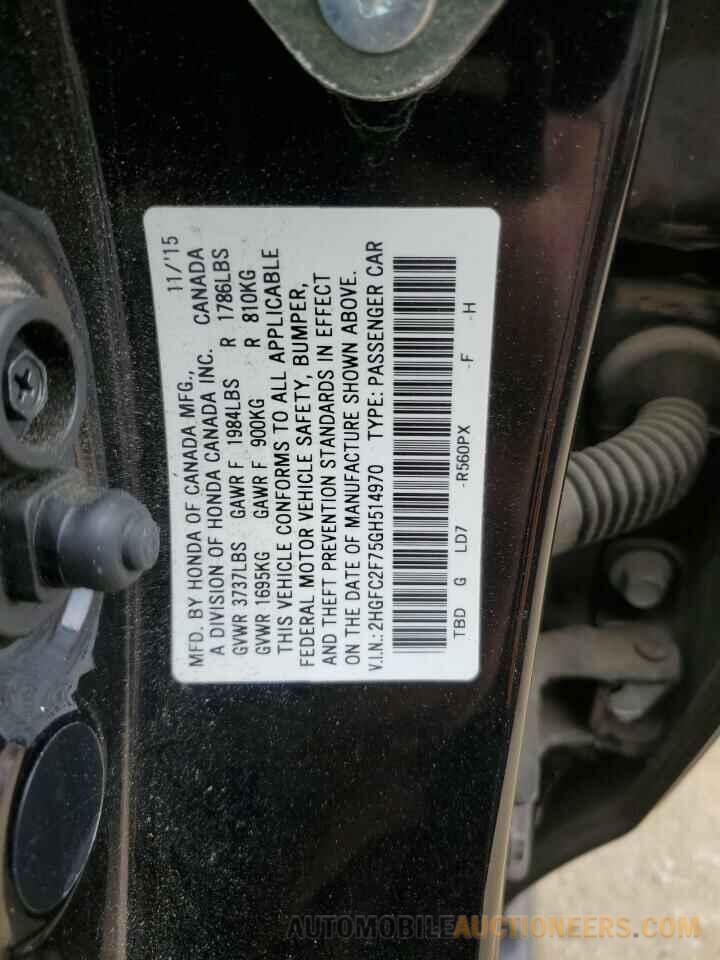 MFD. BY HONDA OF CANADA MFG., 11/'15
A DIVISION OF HONDA CANADA INC. CANADA
GVWR 3737LBS GAWR F 1984LBS R 1786LBS
GVWR 1695KG GAWR F 900KG R 810KG
THIS VEHICLE CONFORMS TO ALL APPLICABLE
FEDERAL MOTOR VEHICLE SAFETY, BUMPER,
AND THEFT PREVENTION STANDARDS IN EFFECT
ON THE DATE OF MANUFACTURE SHOWN ABOVE.
V.I.N.: 2HGFC2F75GH514970 TYPE: PASSENGER CAR
TBD G LD7 -R560PX -F -H
AUTOMOBILEAUCTIONEERS.COM